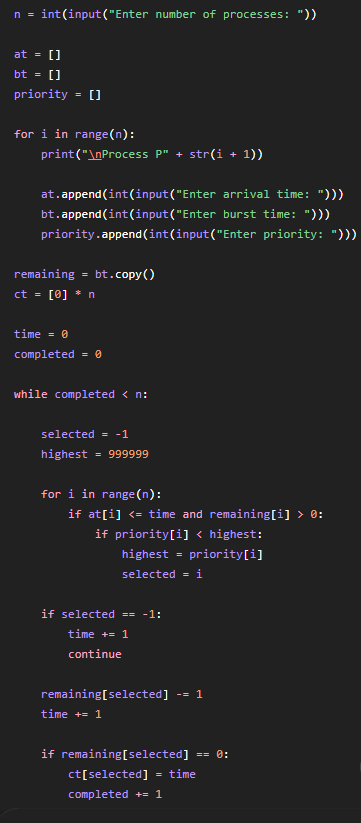 n = int(input("Enter number of processes: "))
at = []
bt = []
priority = []
for i in range(n):
    print("\nProcess P" + str(i + 1))
    at.append(int(input("Enter arrival time: ")))
    bt.append(int(input("Enter burst time: ")))
    priority.append(int(input("Enter priority: ")))
remaining = bt.copy()
ct = [0] * n
time = 0
completed = 0
while completed < n:
    selected = -1
    highest = 999999
    for i in range(n):
        if at[i] <= time and remaining[i] > 0:
            if priority[i] < highest:
                highest = priority[i]
                selected = i
    if selected == -1:
        time += 1
        continue
    remaining[selected] -= 1
    time += 1
    if remaining[selected] == 0:
        ct[selected] = time
        completed += 1